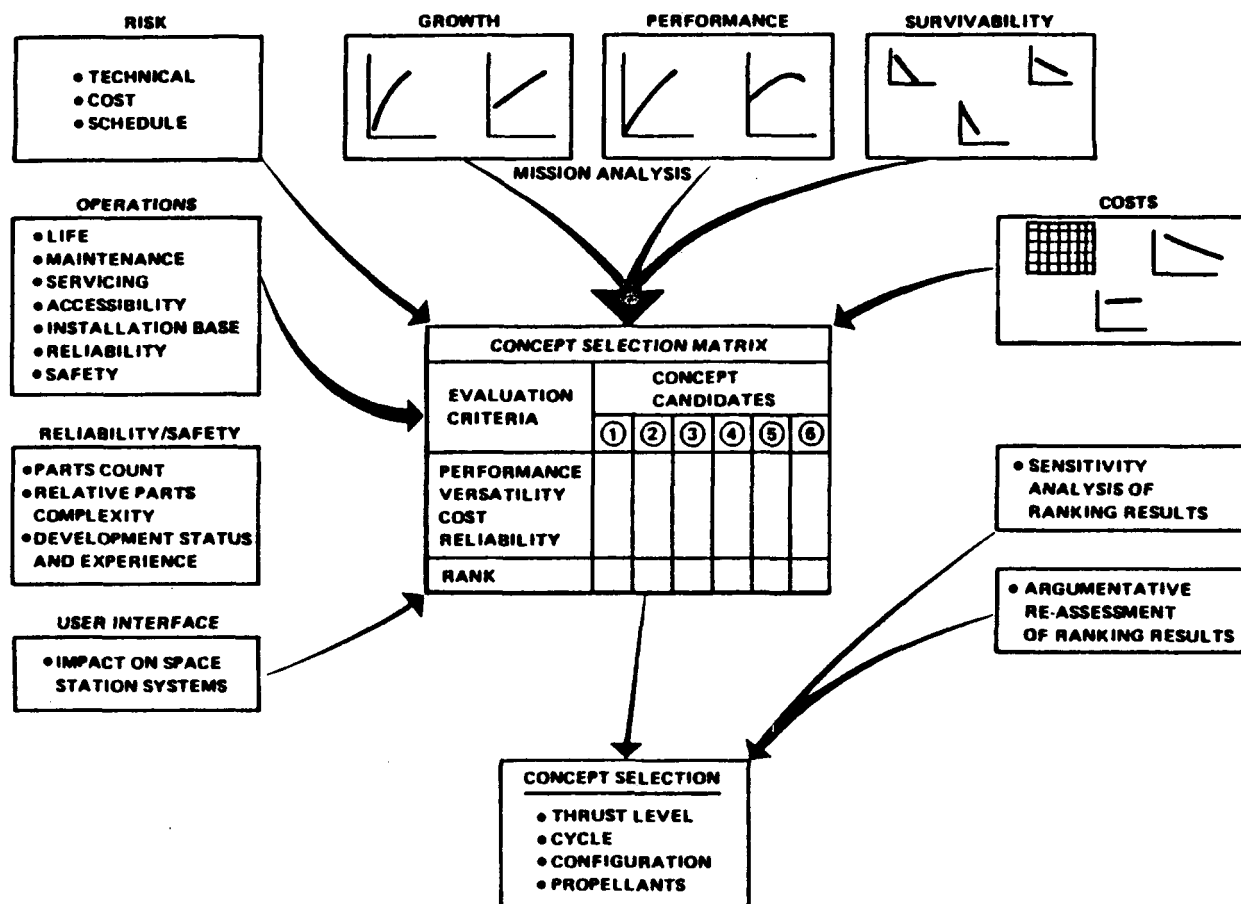 RISK
• TECHNICAL
• COST
• SCHEDULE
GROWTH
PERFORMANCE
SURVIVABILITY
MISSION ANALYSIS
OPERATIONS
• LIFE
• MAINTENANCE
• SERVICING
• ACCESSIBILITY
• INSTALLATION BASE
• RELIABILITY
• SAFETY
COSTS
CONCEPT SELECTION MATRIX
EVALUATION
CRITERIA
CONCEPT
CANDIDATES
① ② ③ ④ ⑤ ⑥
PERFORMANCE
VERSATILITY
COST
RELIABILITY
RANK
RELIABILITY/SAFETY
• PARTS COUNT
• RELATIVE PARTS
COMPLEXITY
• DEVELOPMENT STATUS
AND EXPERIENCE
USER INTERFACE
• IMPACT ON SPACE
STATION SYSTEMS
• SENSITIVITY
ANALYSIS OF
RANKING RESULTS
• ARGUMENTATIVE
RE-ASSESSMENT
OF RANKING RESULTS
CONCEPT SELECTION
• THRUST LEVEL
• CYCLE
• CONFIGURATION
• PROPELLANTS